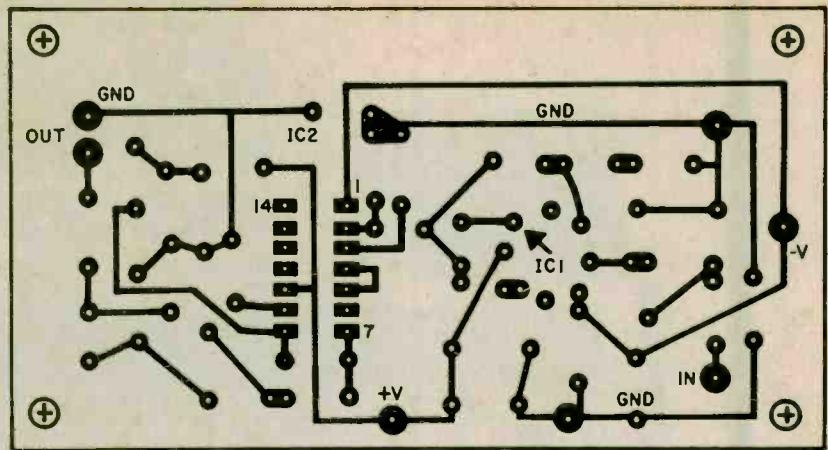 GND
OUT
IC2
GND
14
1
IC1
-V
7
+V
GND
IN